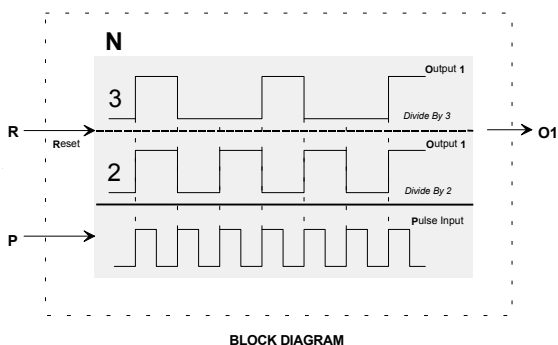 N
Output 1
3
Divide By 3
R
Reset
O1
Output 1
2
Divide By 2
Pulse Input
P
BLOCK DIAGRAM